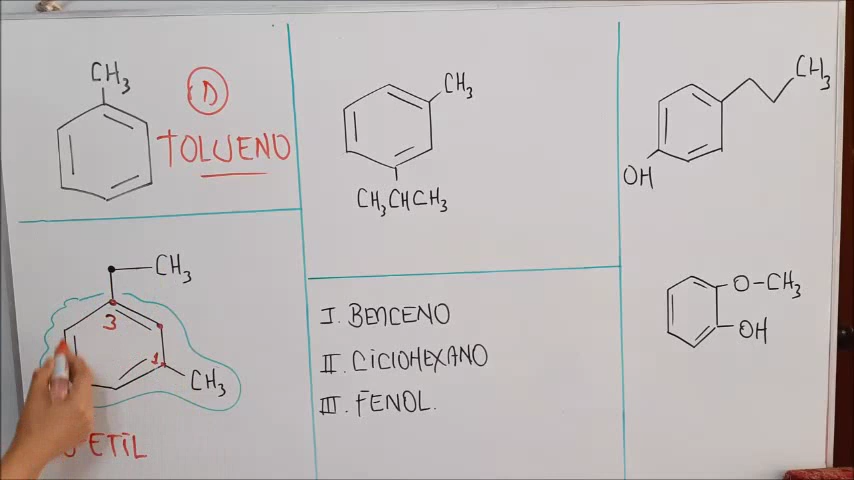 CH3
D
TOLUENO
CH3
3
1
CH3
ETIL
CH3
CH3CHCH3
I. BENCENO
II. CICLOHEXANO
III. FENOL.
CH3
OH
O-CH3
OH